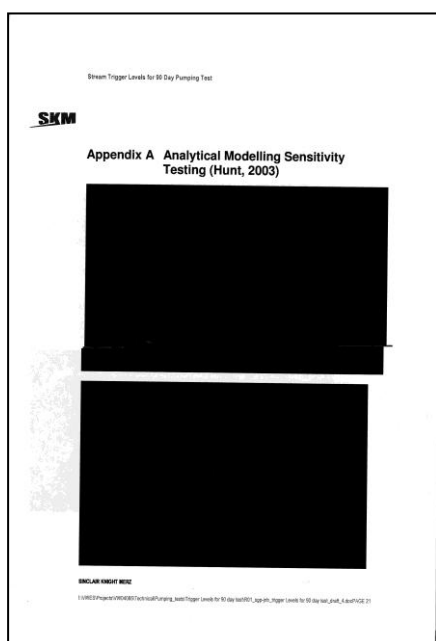 Stream Trigger Levels for 90 Day Pumping Test
SKM
Appendix A Analytical Modelling Sensitivity
Testing (Hunt, 2003)
SINCLAIR KNIGHT MERZ